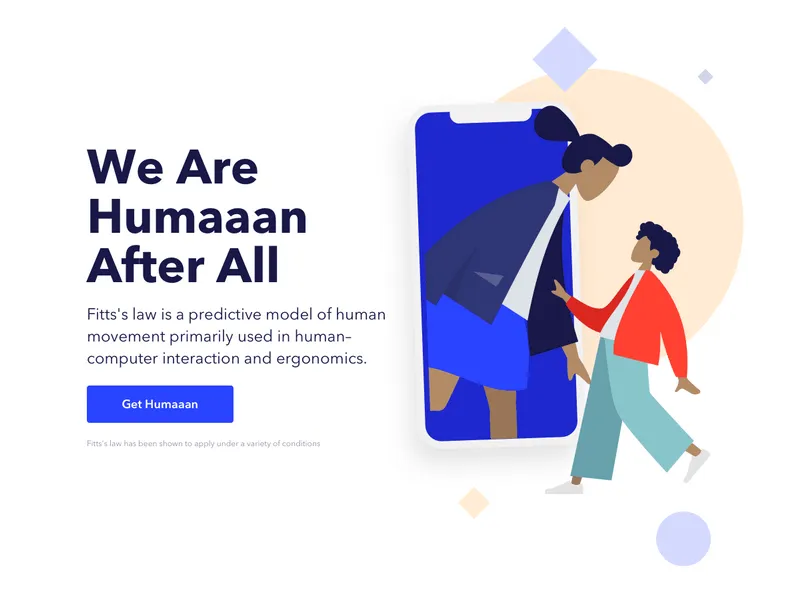 We Are
Humaaan
After All
Fitts's law is a predictive model of human
movement primarily used in human–
computer interaction and ergonomics.
Get Humaaan
Fitts's law has been shown to apply under a variety of conditions